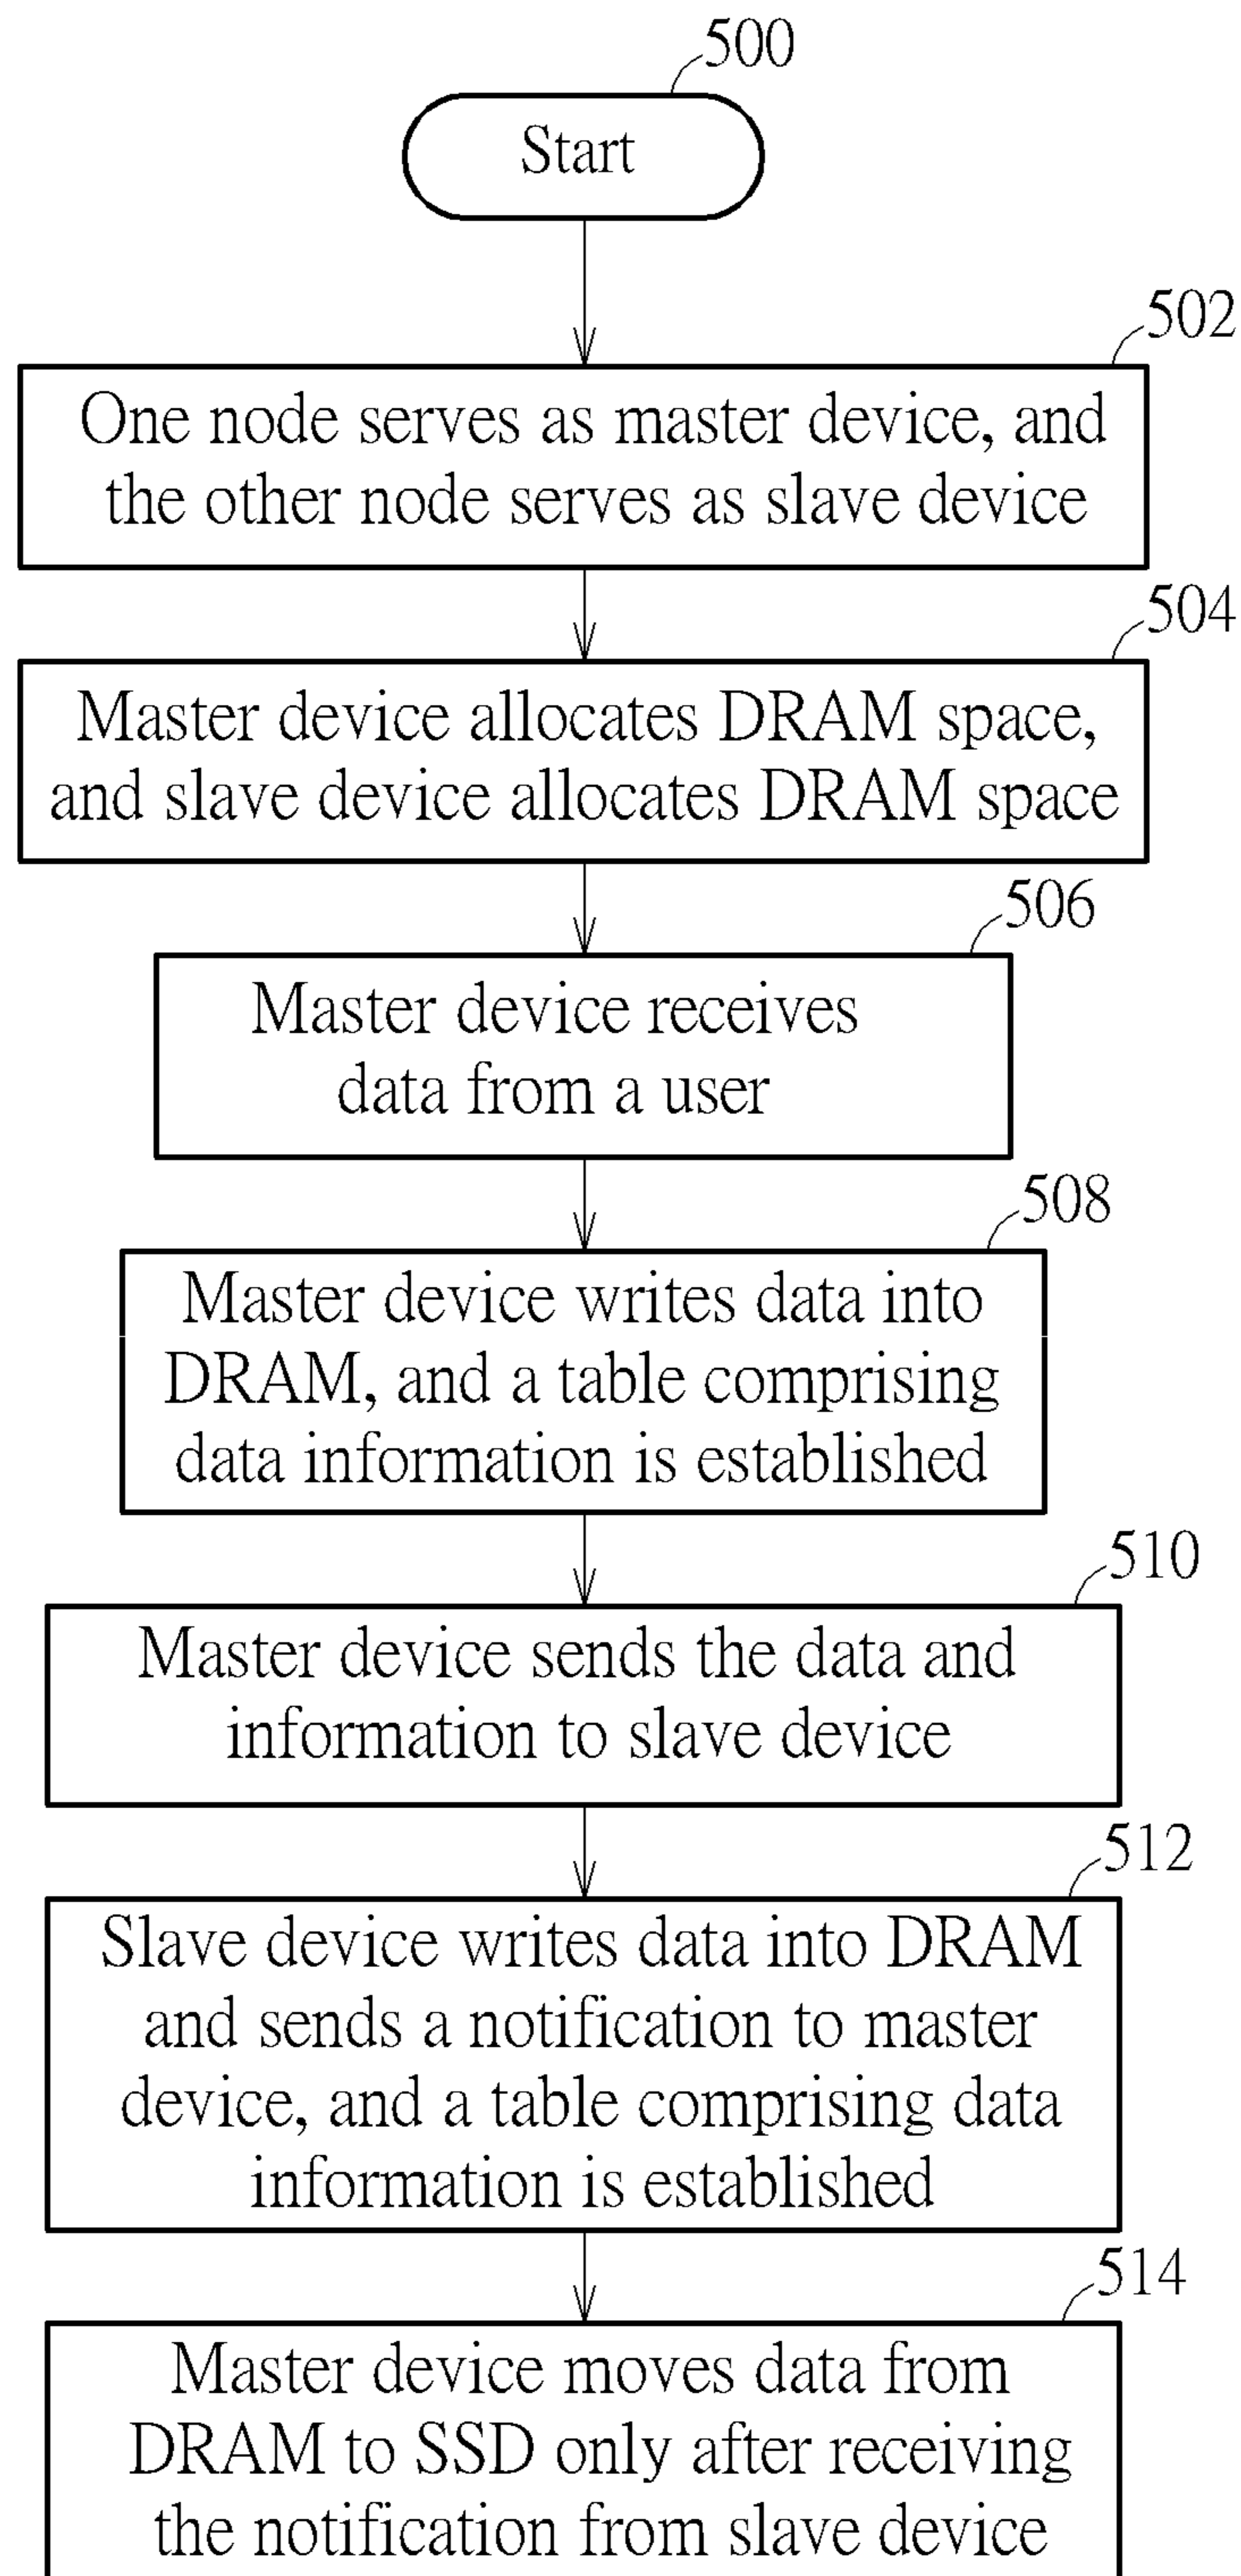 500
Start
502
One node serves as master device, and
the other node serves as slave device
504
Master device allocates DRAM space,
and slave device allocates DRAM space
506
Master device receives
data from a user
508
Master device writes data into
DRAM, and a table comprising
data information is established
510
Master device sends the data and
information to slave device
512
Slave device writes data into DRAM
and sends a notification to master
device, and a table comprising data
information is established
514
Master device moves data from
DRAM to SSD only after receiving
the notification from slave device